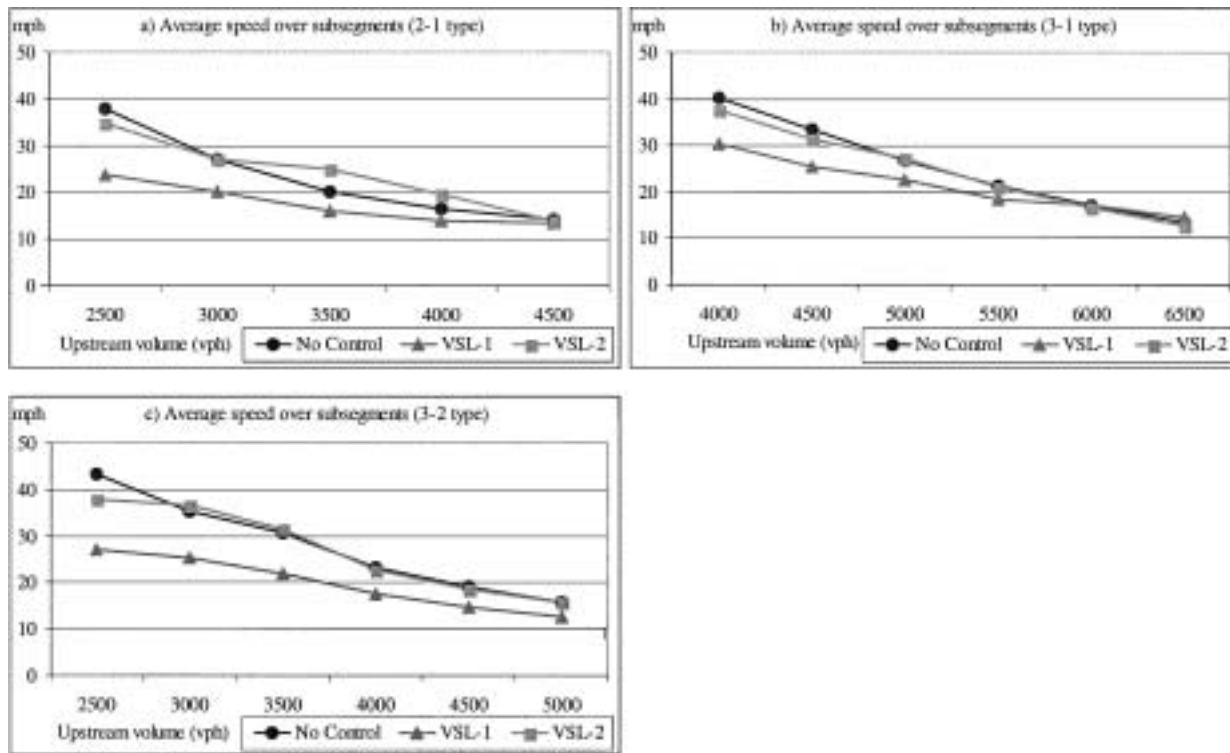 mph
a) Average speed over subsegments (2-1 type)
50
40
30
20
10
0
2500 3000 3500 4000 4500
Upstream volume (vph) No Control VSL-1 VSL-2
mph
b) Average speed over subsegments (3-1 type)
50
40
30
20
10
0
4000 4500 5000 5500 6000 6500
Upstream volume (vph) No Control VSL-1 VSL-2
mph
c) Average speed over subsegments (3-2 type)
50
40
30
20
10
0
2500 3000 3500 4000 4500 5000
Upstream volume (vph) No Control VSL-1 VSL-2